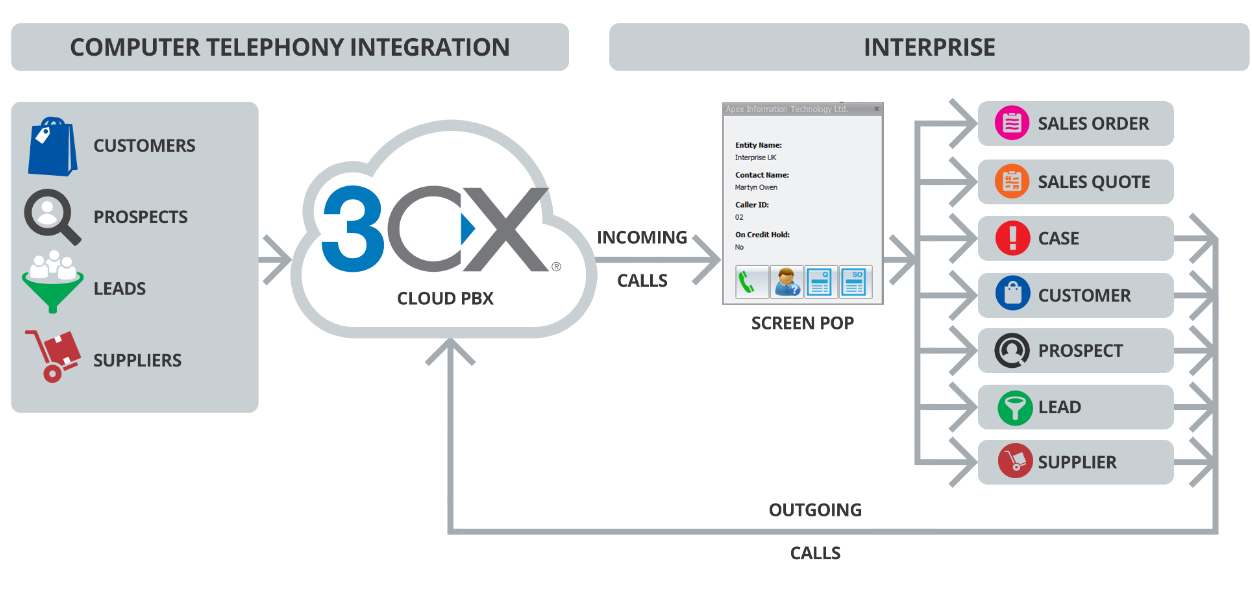 COMPUTER TELEPHONY INTEGRATION
INTERPRISE
CUSTOMERS
PROSPECTS
LEADS
SUPPLIERS
3CX®
CLOUD PBX
INCOMING
CALLS
Apex Information Technology Ltd.
x
Entity Name:
Interprise UK
Contact Name:
Martyn Owen
Caller ID:
02
On Credit Hold:
No
?
Q
SO
SCREEN POP
SALES ORDER
SALES QUOTE
CASE
CUSTOMER
PROSPECT
LEAD
SUPPLIER
OUTGOING
CALLS